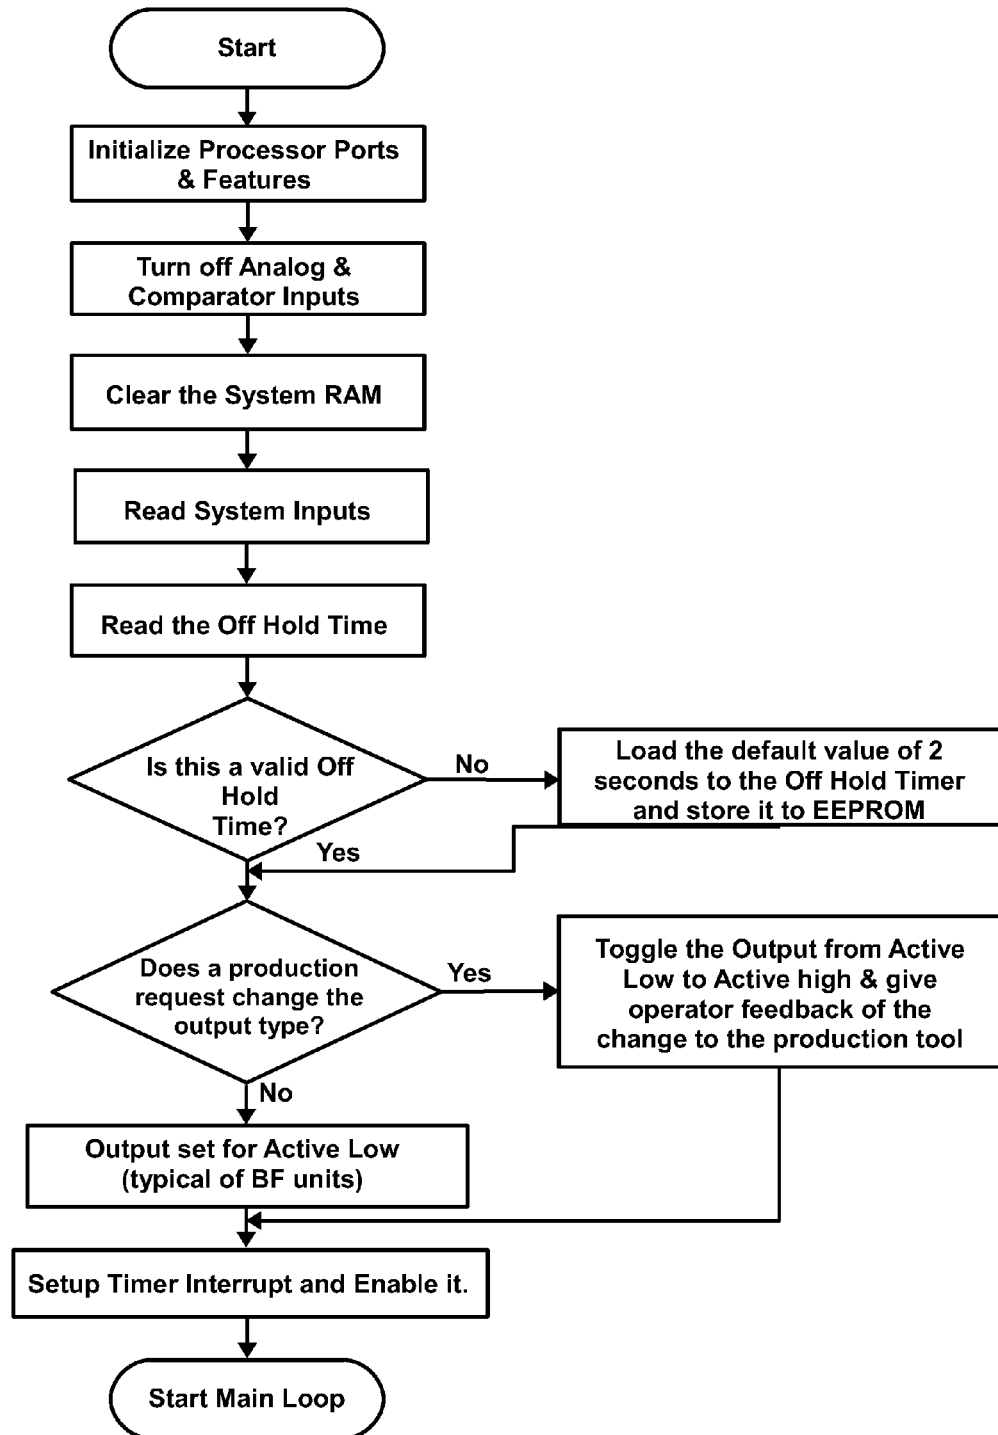 Start
Initialize Processor Ports
& Features
Turn off Analog &
Comparator Inputs
Clear the System RAM
Read System Inputs
Read the Off Hold Time
Is this a valid Off
Hold
Time?
No
Load the default value of 2
seconds to the Off Hold Timer
and store it to EEPROM
Yes
Does a production
request change the
output type?
Yes
Toggle the Output from Active
Low to Active high & give
operator feedback of the
change to the production tool
No
Output set for Active Low
(typical of BF units)
Setup Timer Interrupt and Enable it.
Start Main Loop